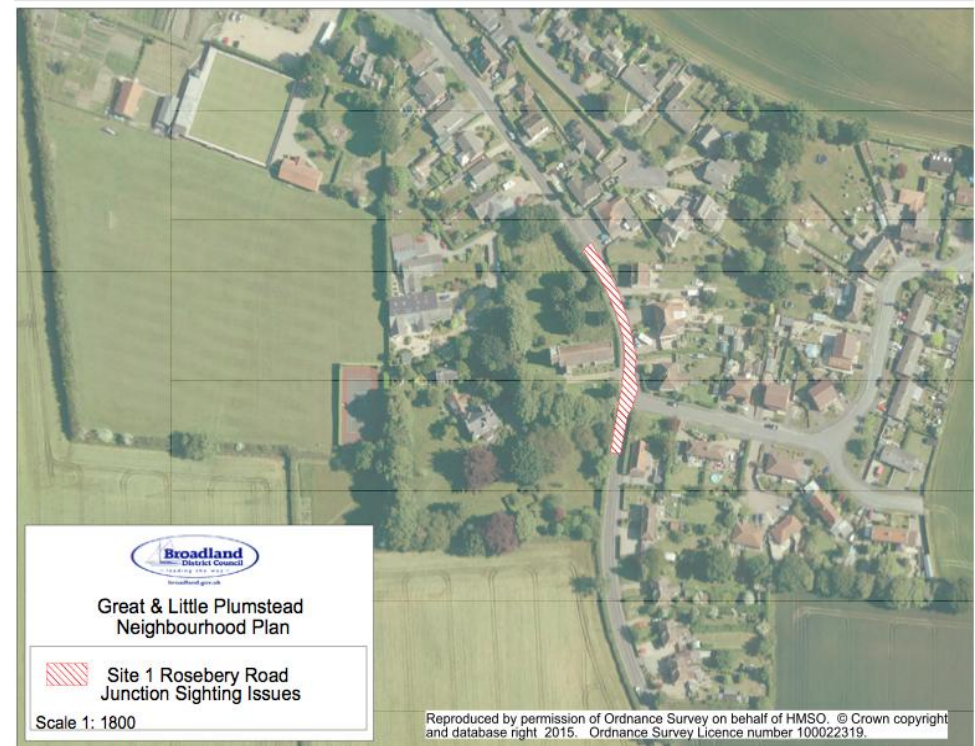 Broadland
District Council
broadland.gov.uk
Great & Little Plumstead
Neighbourhood Plan
Site 1 Rosebery Road
Junction Sighting Issues
Scale 1: 1800
Reproduced by permission of Ordnance Survey on behalf of HMSO. © Crown copyright
and database right 2015. Ordnance Survey Licence number 100022319.